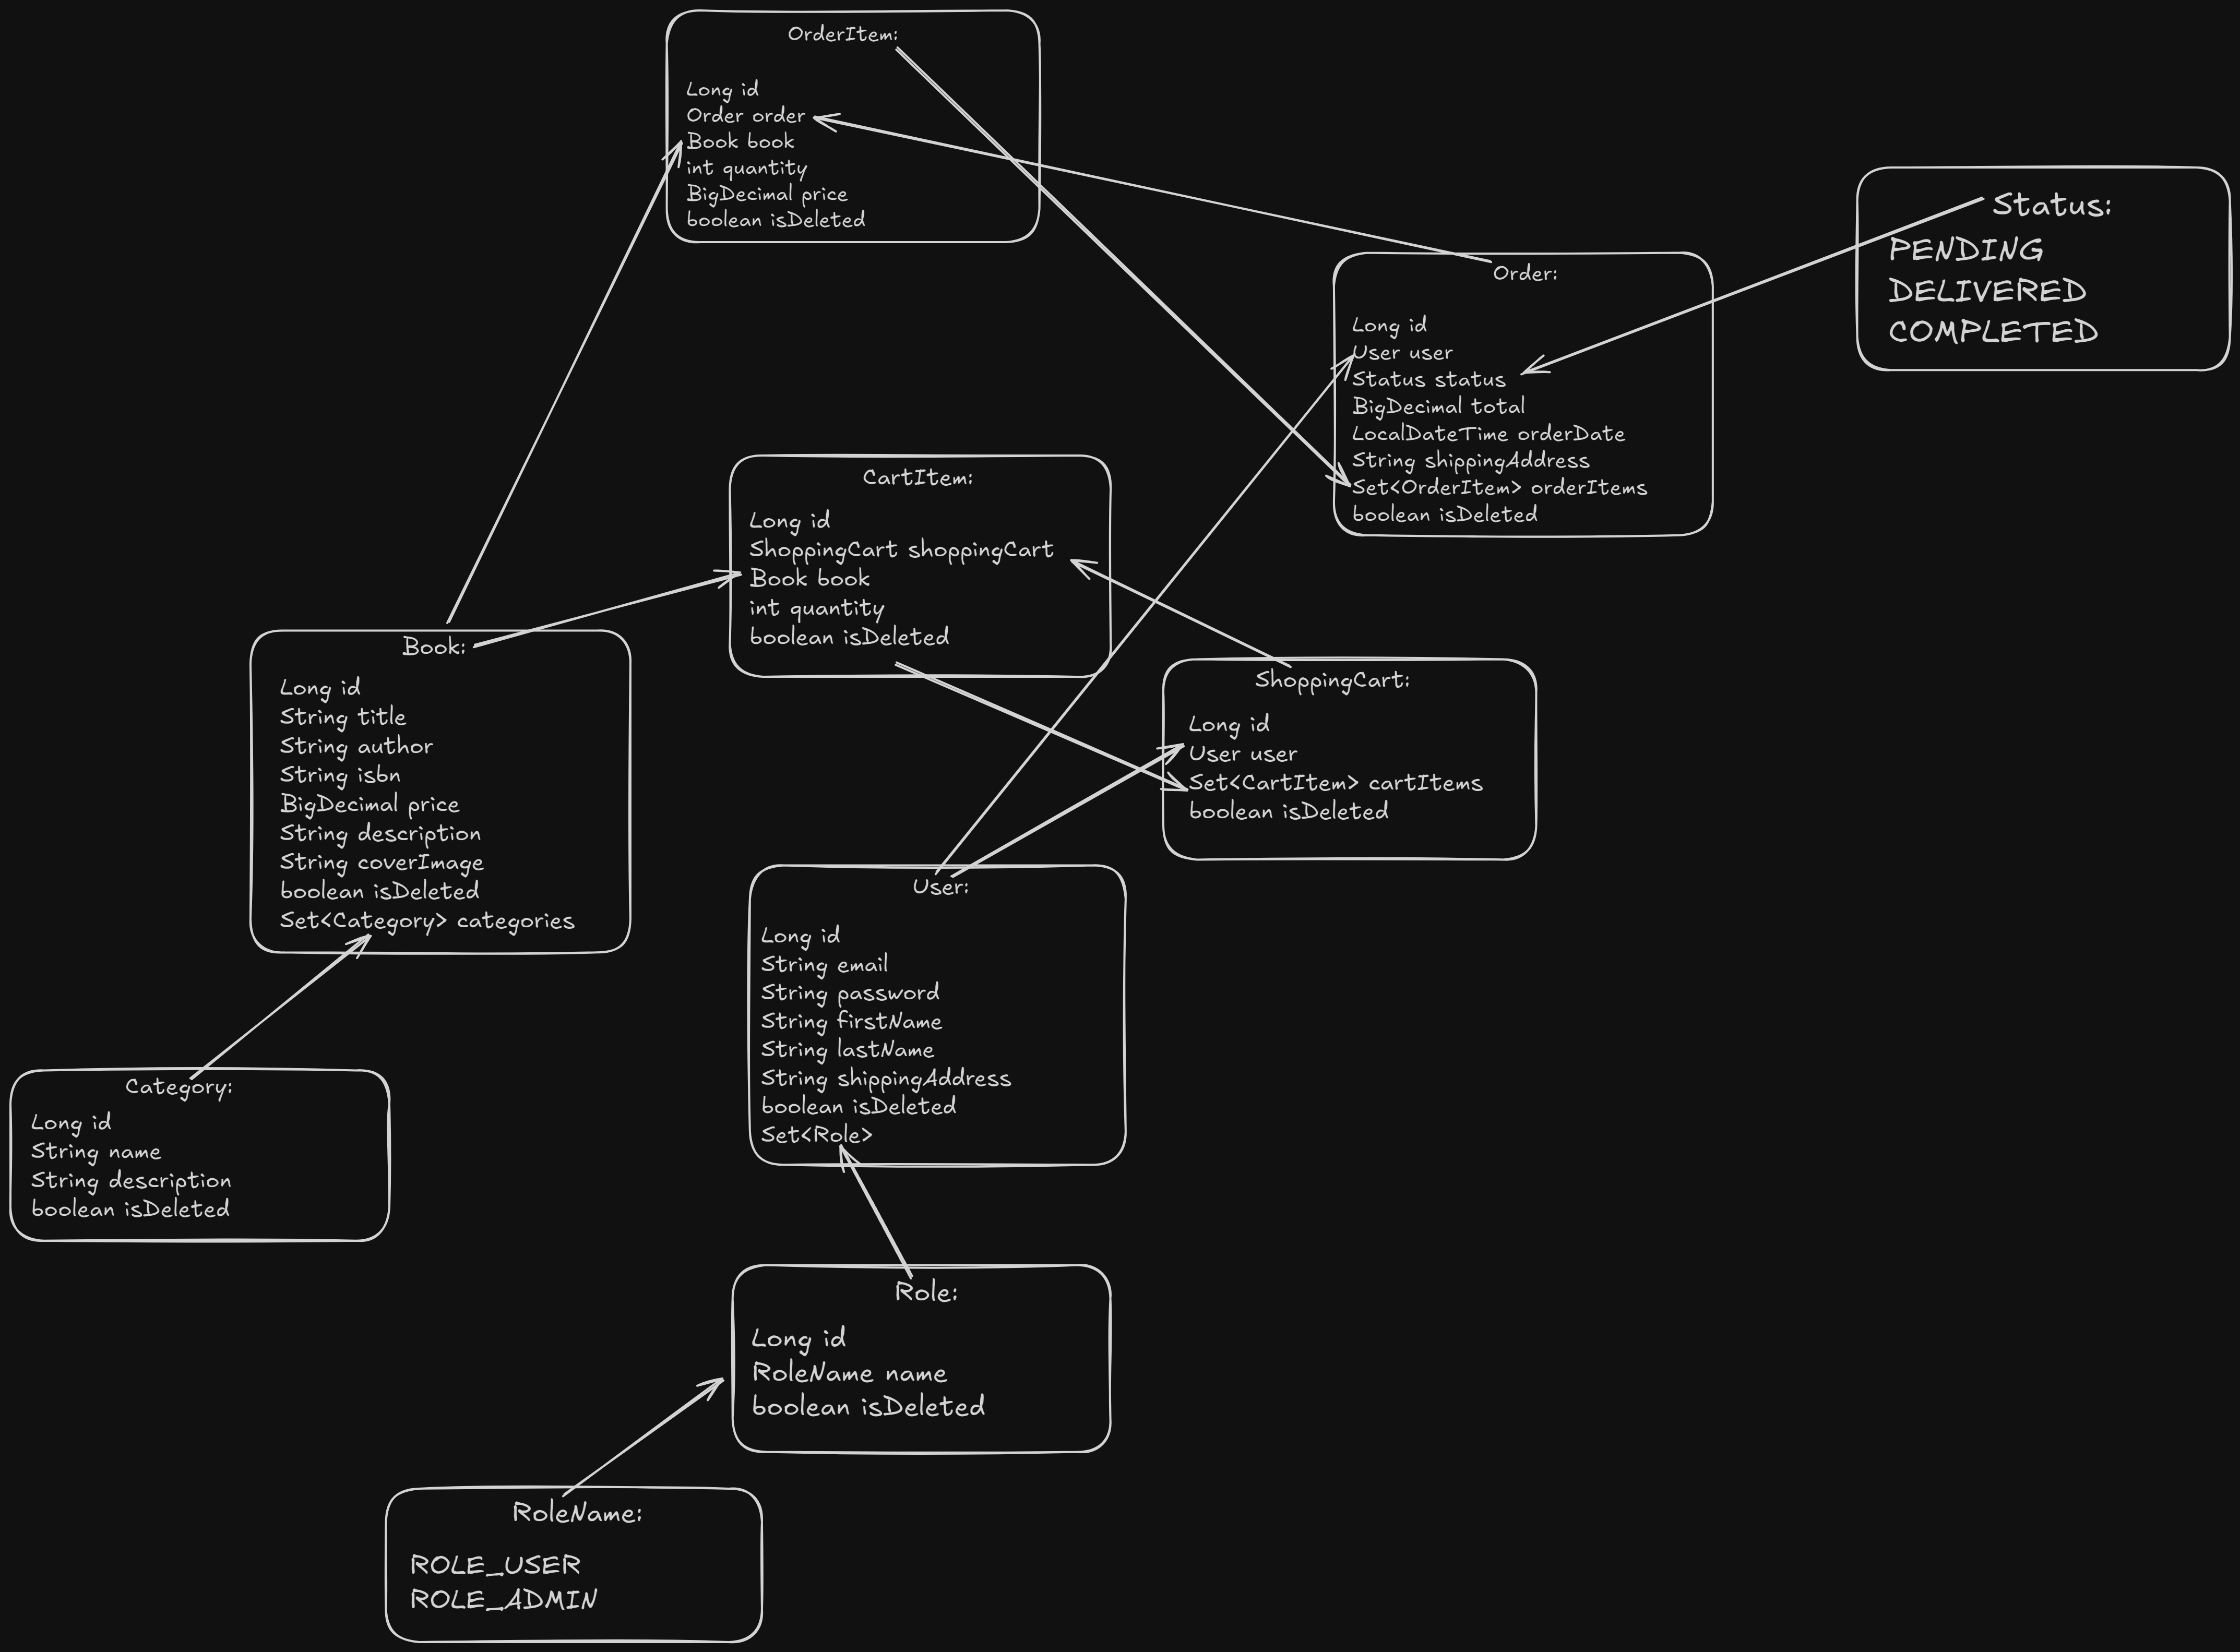 OrderItem:
Long id
Order order
Book book
int quantity
BigDecimal price
boolean isDeleted
Status:
PENDING
DELIVERED
COMPLETED
Order:
Long id
User user
Status status
BigDecimal total
LocalDateTime orderDate
String shippingAddress
Set<OrderItem> orderItems
boolean isDeleted
CartItem:
Long id
ShoppingCart shoppingCart
Book book
int quantity
boolean isDeleted
Book:
Long id
String title
String author
String isbn
BigDecimal price
String description
String coverImage
boolean isDeleted
Set<Category> categories
ShoppingCart:
Long id
User user
Set<CartItem> cartItems
boolean isDeleted
User:
Long id
String email
String password
String firstName
String lastName
String shippingAddress
boolean isDeleted
Set<Role>
Category:
Long id
String name
String description
boolean isDeleted
Role:
Long id
RoleName name
boolean isDeleted
RoleName:
ROLE_USER
ROLE_ADMIN